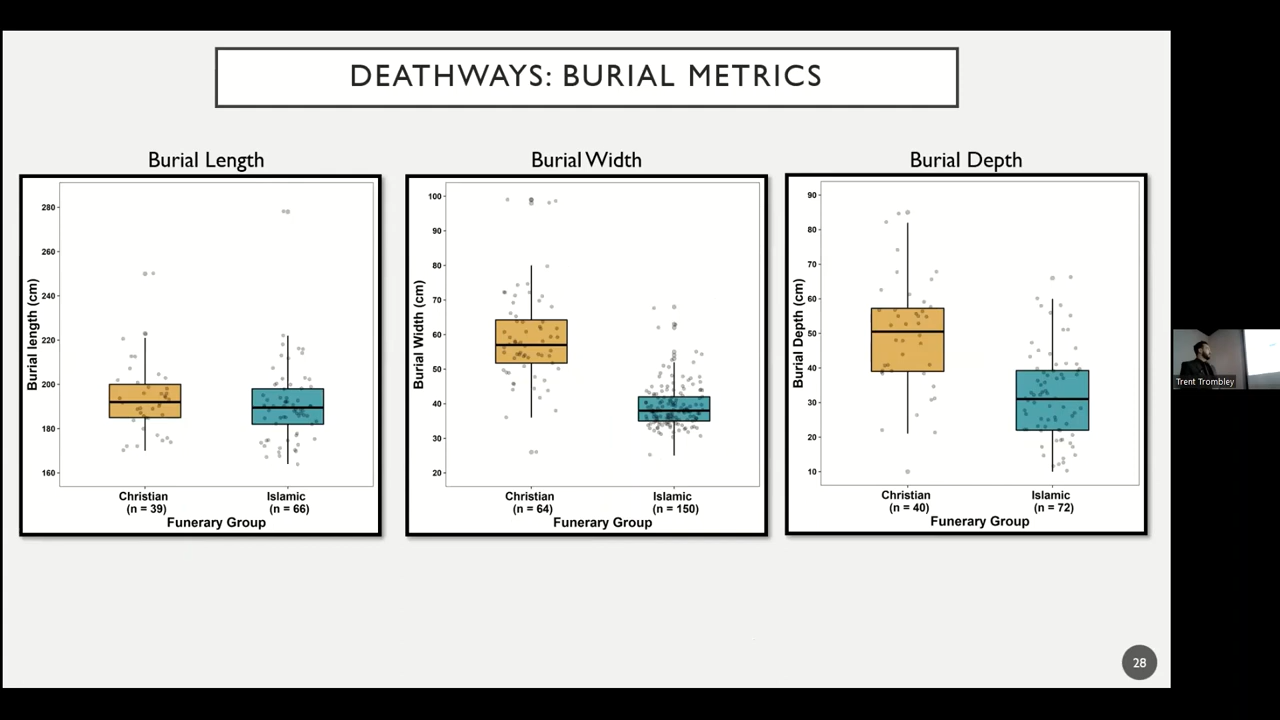 DEATHWAYS: BURIAL METRICS
Burial Length
Burial Width
Burial Depth
Burial length (cm)
280
260
240
220
200
180
160
Christian
(n = 39)
Islamic
(n = 66)
Funerary Group
Burial Width (cm)
100
90
80
70
60
50
40
30
20
Christian
(n = 64)
Islamic
(n = 150)
Funerary Group
Burial Depth (cm)
90
80
70
60
50
40
30
20
10
Christian
(n = 40)
Islamic
(n = 72)
Funerary Group
Trent Trombley
28